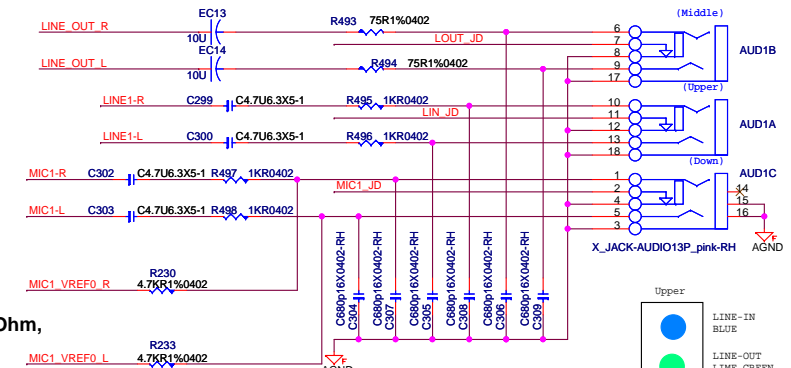 (Middle)
EC13
LINE_OUT_R
10U
R493 75R1%0402
6
LOUT_JD
7
8
AUD1B
EC14
LINE_OUT_L
10U
R494 75R1%0402
9
17
(Upper)
LINE1-R C299 C4.7U6.3X5-1 R495 1KR0402
10
LIN_JD
11
12
AUD1A
LINE1-L C300 C4.7U6.3X5-1 R496 1KR0402
13
18
(Down)
MIC1-R C302 C4.7U6.3X5-1 R497 1KR0402
1
AUD1C
MIC1_JD
2
14
4
15
MIC1-L C303 C4.7U6.3X5-1 R498 1KR0402
5
16
3
X_JACK-AUDIO13P_pink-RH
AGND
C680p16X0402-RH
C304
C680p16X0402-RH
C307
C680p16X0402-RH
C305
C680p16X0402-RH
C308
C680p16X0402-RH
C306
C680p16X0402-RH
C309
R230
MIC1_VREF0_R
4.7KR1%0402
Ohm,
R233
MIC1_VREF0_L
4.7KR1%0402
AGND
Upper
LINE-IN
BLUE
LINE-OUT
LIME GREEN